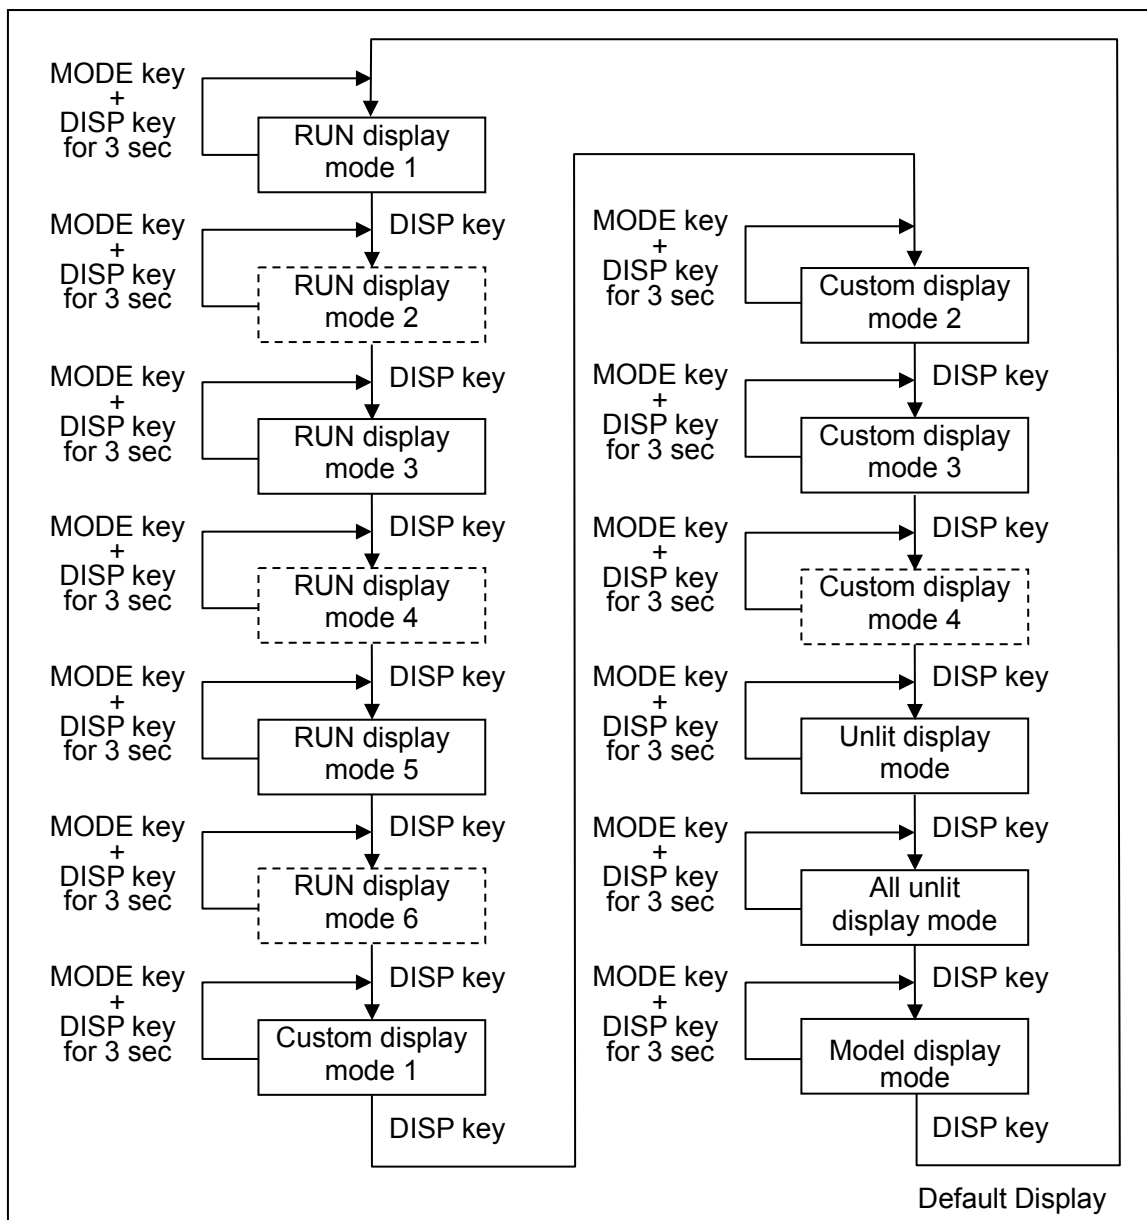 MODE key
+
DISP key
for 3 sec
RUN display
mode 1
DISP key
MODE key
+
DISP key
for 3 sec
RUN display
mode 2
DISP key
MODE key
+
DISP key
for 3 sec
RUN display
mode 3
DISP key
MODE key
+
DISP key
for 3 sec
RUN display
mode 4
DISP key
MODE key
+
DISP key
for 3 sec
RUN display
mode 5
DISP key
MODE key
+
DISP key
for 3 sec
RUN display
mode 6
DISP key
MODE key
+
DISP key
for 3 sec
Custom display
mode 1
DISP key
MODE key
+
DISP key
for 3 sec
Custom display
mode 2
DISP key
MODE key
+
DISP key
for 3 sec
Custom display
mode 3
DISP key
MODE key
+
DISP key
for 3 sec
Custom display
mode 4
DISP key
MODE key
+
DISP key
for 3 sec
Unlit display
mode
DISP key
MODE key
+
DISP key
for 3 sec
All unlit
display mode
DISP key
MODE key
+
DISP key
for 3 sec
Model display
mode
DISP key
Default Display